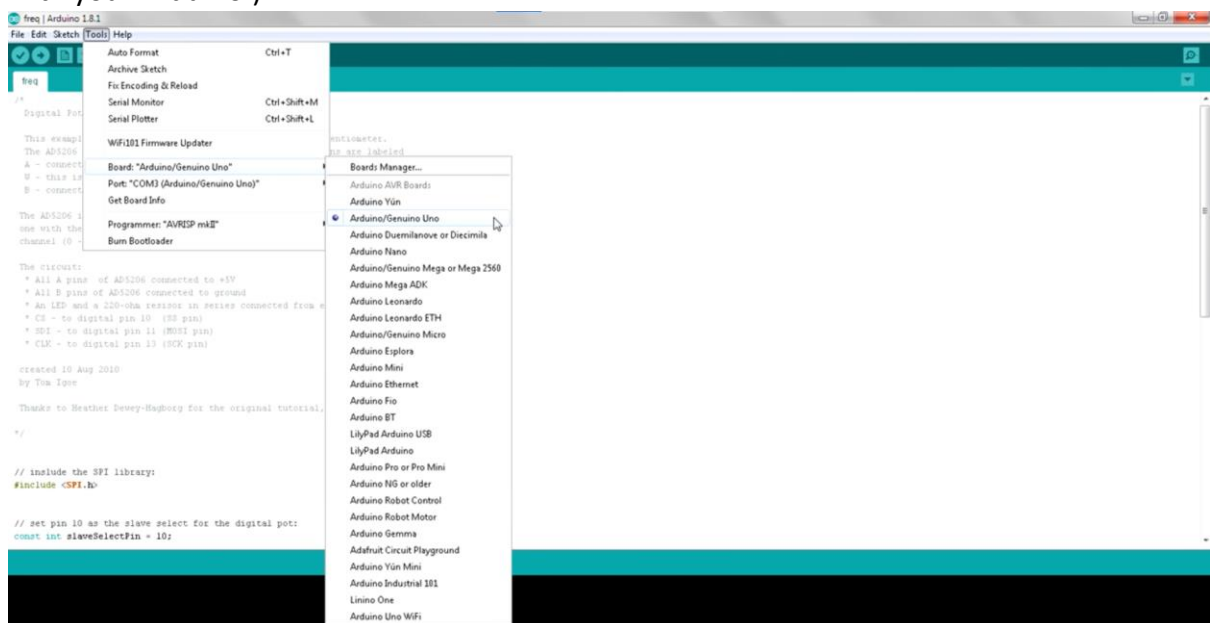 freq | Arduino 1.8.1
File Edit Sketch Tools Help
freq
Auto Format Ctrl+T
Archive Sketch
Fix Encoding & Reload
Serial Monitor Ctrl+Shift+M
Serial Plotter Ctrl+Shift+L
WiFi101 Firmware Updater
Board: "Arduino/Genuino Uno"
Port: "COM3 (Arduino/Genuino Uno)"
Get Board Info
Programmer: "AVRISP mkII"
Burn Bootloader
Boards Manager...
Arduino AVR Boards
Arduino Yún
Arduino/Genuino Uno
Arduino Duemilanove or Diecimila
Arduino Nano
Arduino/Genuino Mega or Mega 2560
Arduino Mega ADK
Arduino Leonardo
Arduino Leonardo ETH
Arduino/Genuino Micro
Arduino Esplora
Arduino Mini
Arduino Ethernet
Arduino Fio
Arduino BT
LilyPad Arduino USB
LilyPad Arduino
Arduino Pro or Pro Mini
Arduino NG or older
Arduino Robot Control
Arduino Robot Motor
Arduino Gemma
Adafruit Circuit Playground
Arduino Yún Mini
Arduino Industrial 101
Linino One
Arduino Uno WiFi
/*
Digital Pot
This exampl
The AD5206 are labeled
A - connect
W - this is
B - connect
The AD5206 i
one with the
channel (0 -
The circuit:
* All A pins of AD5206 connected to +5V
* All B pins of AD5206 connected to ground
* An LED and a 220-ohm resisor in series connected from e
* CS - to digital pin 10 (SS pin)
* SDI - to digital pin 11 (MOSI pin)
* CLK - to digital pin 13 (SCK pin)
created 10 Aug 2010
by Tom Igoe
Thanks to Heather Dewey-Hagborg for the original tutorial,
*/
// inslude the SPI library:
#include <SPI.h>
// set pin 10 as the slave select for the digital pot:
const int slaveSelectPin = 10;